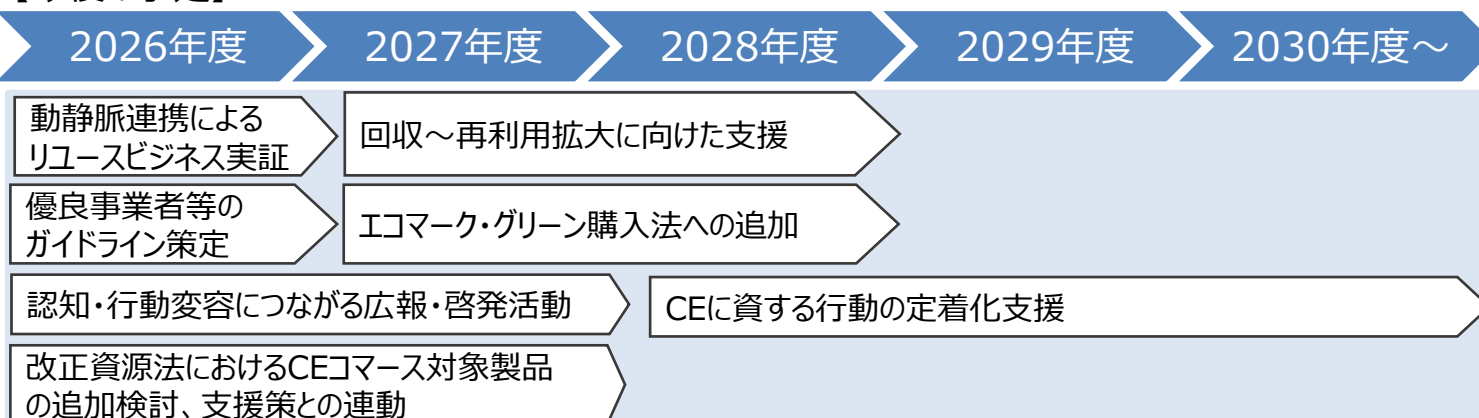 2026年度
2027年度
2028年度
2029年度
2030年度～
動静脈連携による
リユースビジネス実証
回収～再利用拡大に向けた支援
優良事業者等の
ガイドライン策定
エコマーク・グリーン購入法への追加
認知・行動変容につながる広報・啓発活動
CEに資する行動の定着化支援
改正資源法におけるCEコマース対象製品
の追加検討、支援策との連動